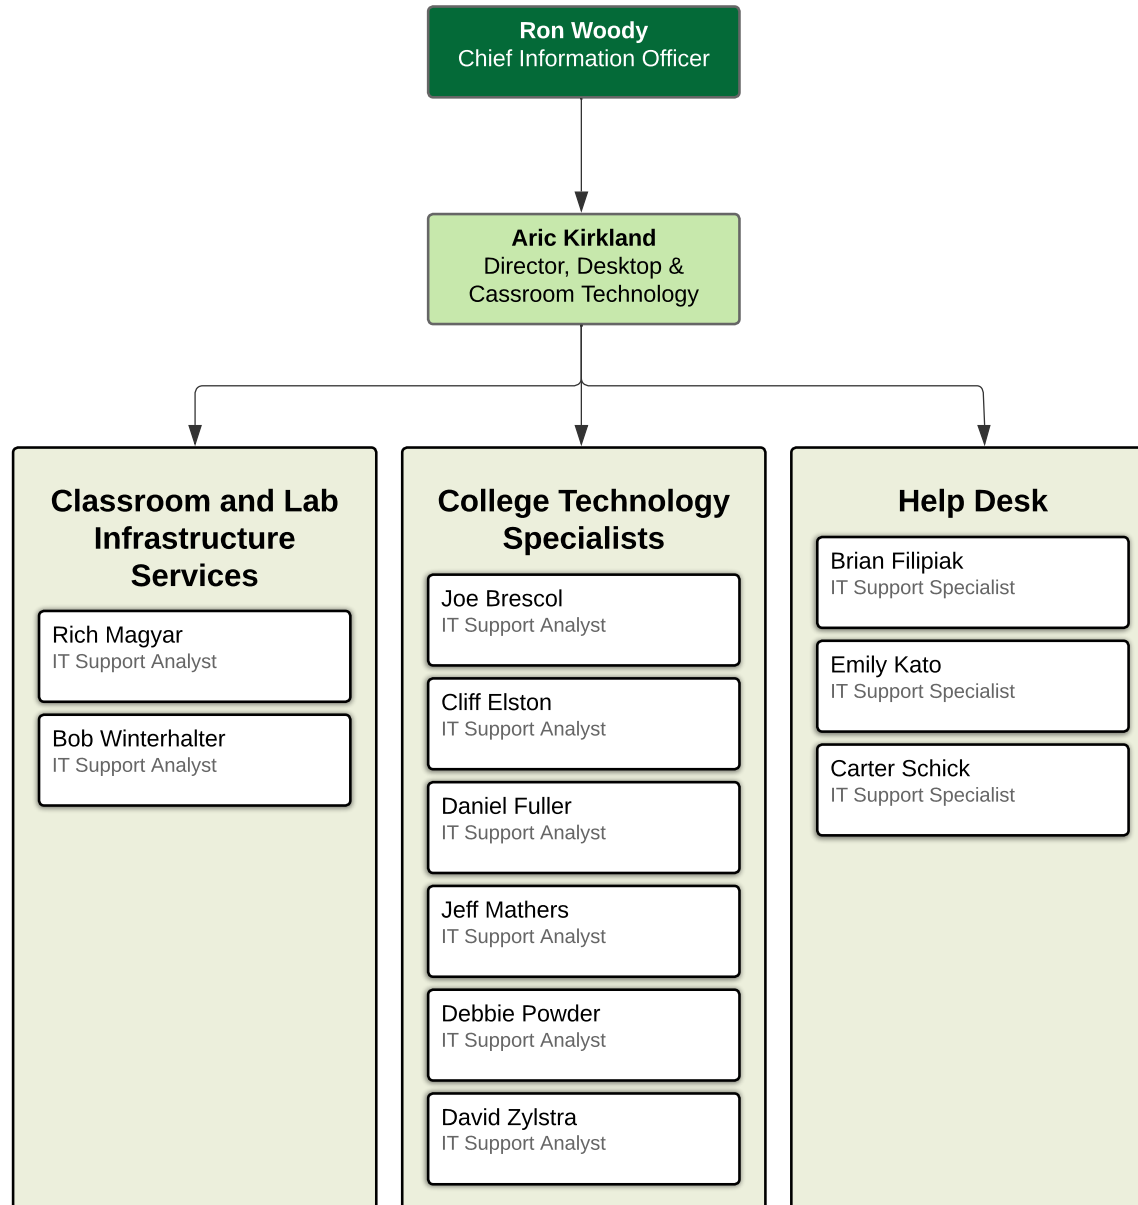 Ron Woody
Chief Information Officer
Aric Kirkland
Director, Desktop &
Cassroom Technology
Classroom and Lab
Infrastructure
Services
Rich Magyar
IT Support Analyst
Bob Winterhalter
IT Support Analyst
College Technology
Specialists
Joe Brescol
IT Support Analyst
Cliff Elston
IT Support Analyst
Daniel Fuller
IT Support Analyst
Jeff Mathers
IT Support Analyst
Debbie Powder
IT Support Analyst
David Zylstra
IT Support Analyst
Help Desk
Brian Filipiak
IT Support Specialist
Emily Kato
IT Support Specialist
Carter Schick
IT Support Specialist